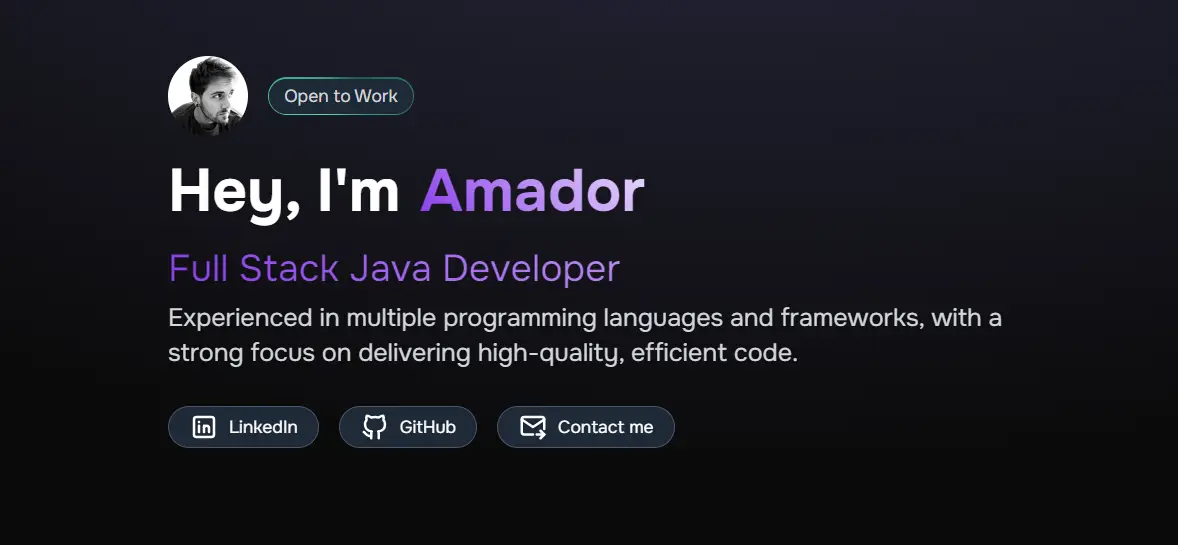 Open to Work
Hey, I'm Amador
Full Stack Java Developer
Experienced in multiple programming languages and frameworks, with a
strong focus on delivering high-quality, efficient code.
LinkedIn
GitHub
Contact me